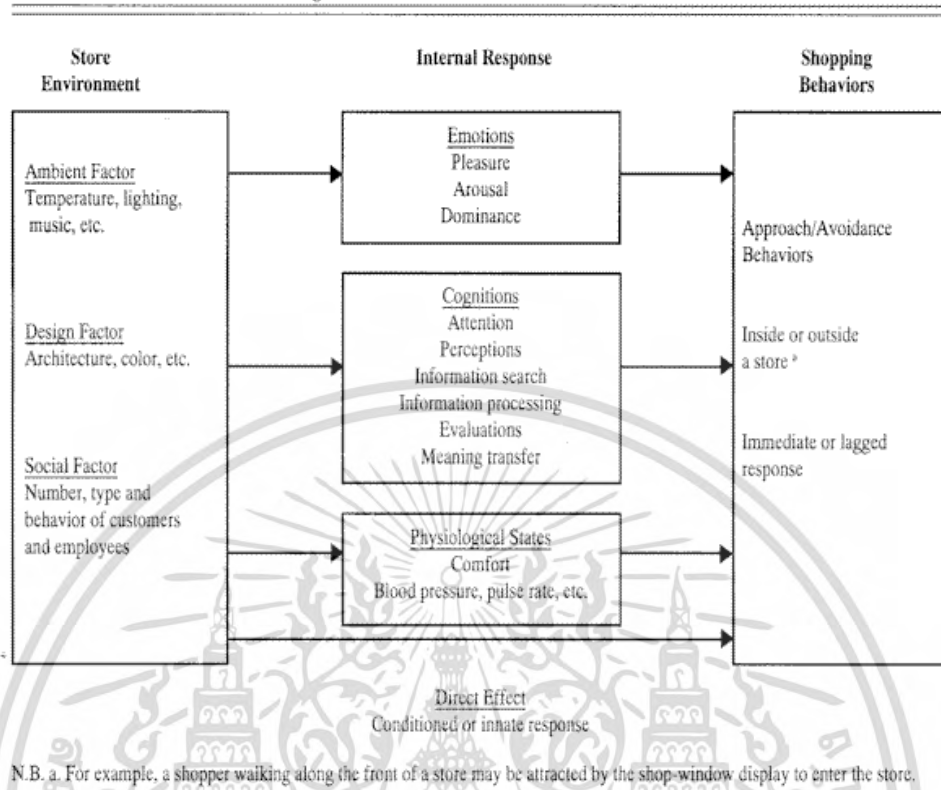 Store
Environment
Internal Response
Shopping
Behaviors
Ambient Factor
Temperature, lighting,
music, etc.
Design Factor
Architecture, color, etc.
Social Factor
Number, type and
behavior of customers
and employees
Emotions
Pleasure
Arousal
Dominance
Cognitions
Attention
Perceptions
Information search
Information processing
Evaluations
Meaning transfer
Physiological States
Comfort
Blood pressure, pulse rate, etc.
Approach/Avoidance
Behaviors
Inside or outside
a store a
Immediate or lagged
response
Direct Effect
Conditioned or innate response
N.B. a. For example, a shopper walking along the front of a store may be attracted by the shop-window display to enter the store.